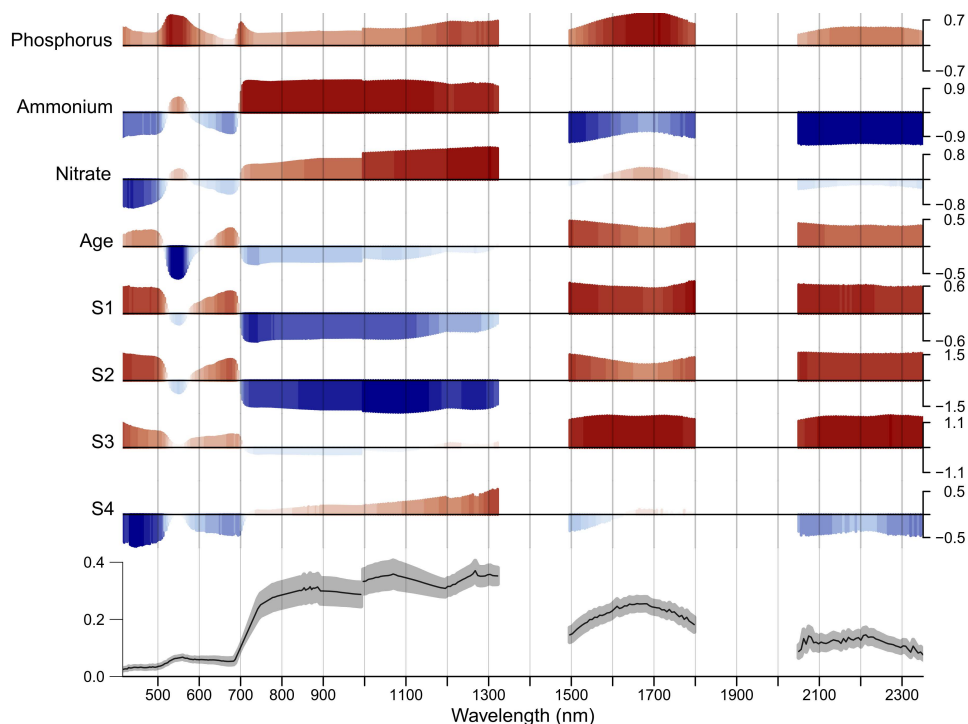 Phosphorus 0.7
−0.7
Ammonium 0.9
−0.9
Nitrate 0.8
−0.8
Age 0.5
−0.5
S1 0.6
−0.6
S2 1.5
−1.5
S3 1.1
−1.1
S4 0.5
−0.5
0.4
0.2
0.0
500 600 700 900 1100 1300 1500 1700 1900 2100 2300
Wavelength (nm)